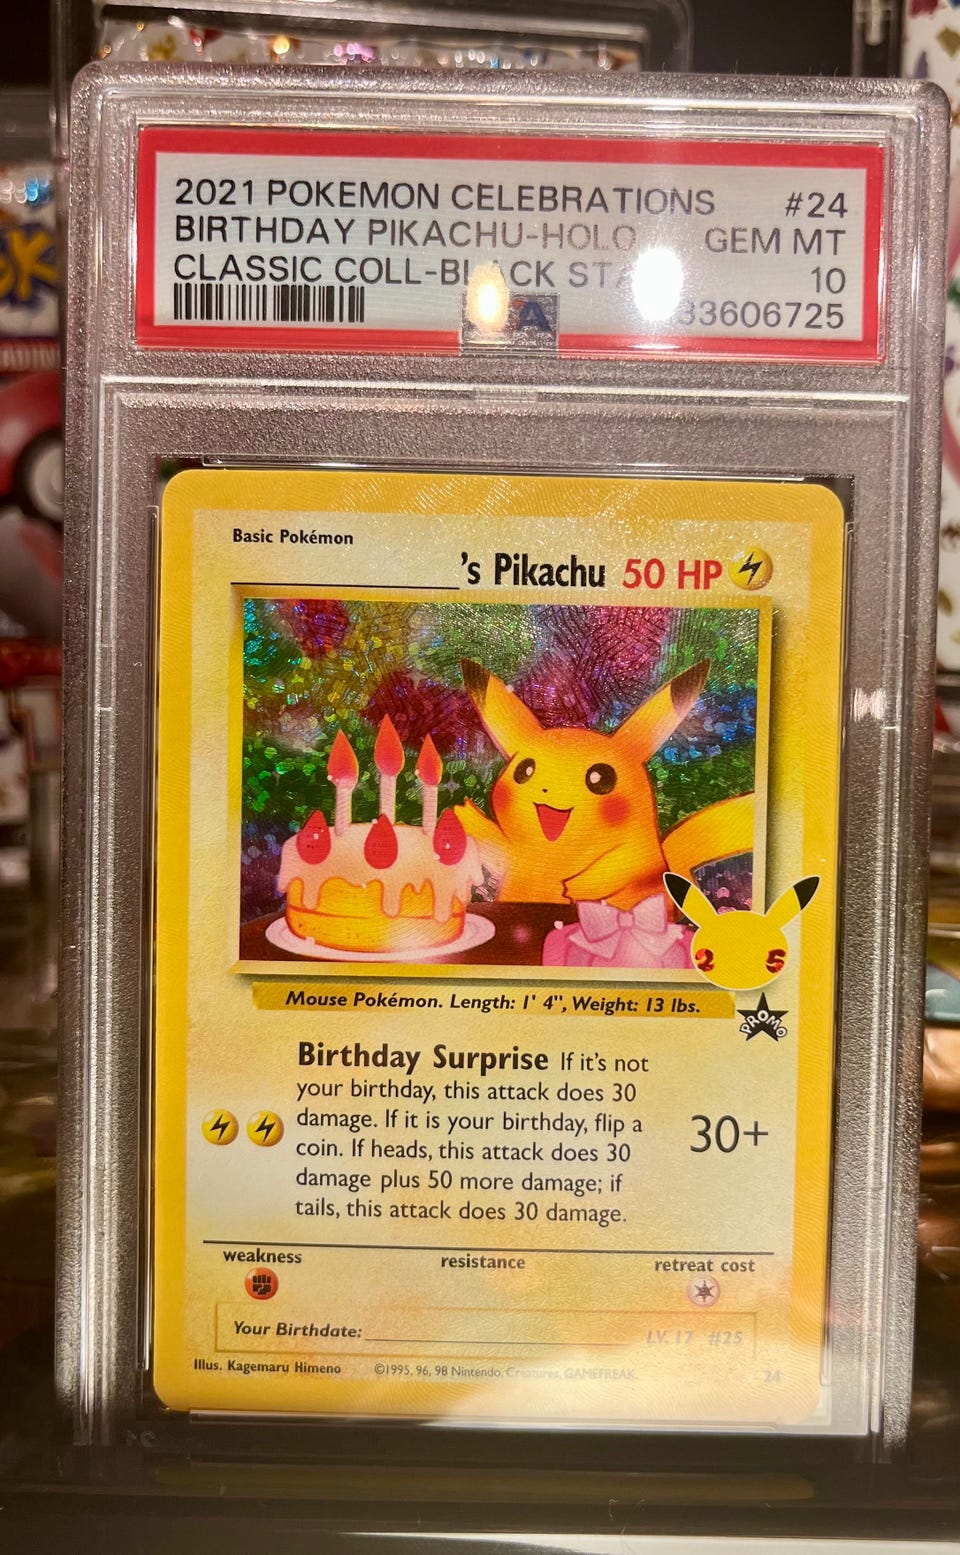 2021 POKEMON CELEBRATIONS #24
BIRTHDAY PIKACHU-HOLO GEM MT
CLASSIC COLL-BLACK 10
33606725
Basic Pokémon
's Pikachu 50 HP
25
PROMO
Mouse Pokémon. Length: 1' 4", Weight: 13 lbs.
Birthday Surprise If it's not
your birthday, this attack does 30
damage. If it is your birthday, flip a
coin. If heads, this attack does 30
damage plus 50 more damage; if
tails, this attack does 30 damage.
30+
weakness resistance retreat cost
Your Birthdate: LV. 17 #25
Illus. Kagemaru Himeno ©1995, 96, 98 Nintendo, Creatures, GAMEFREAK. 24